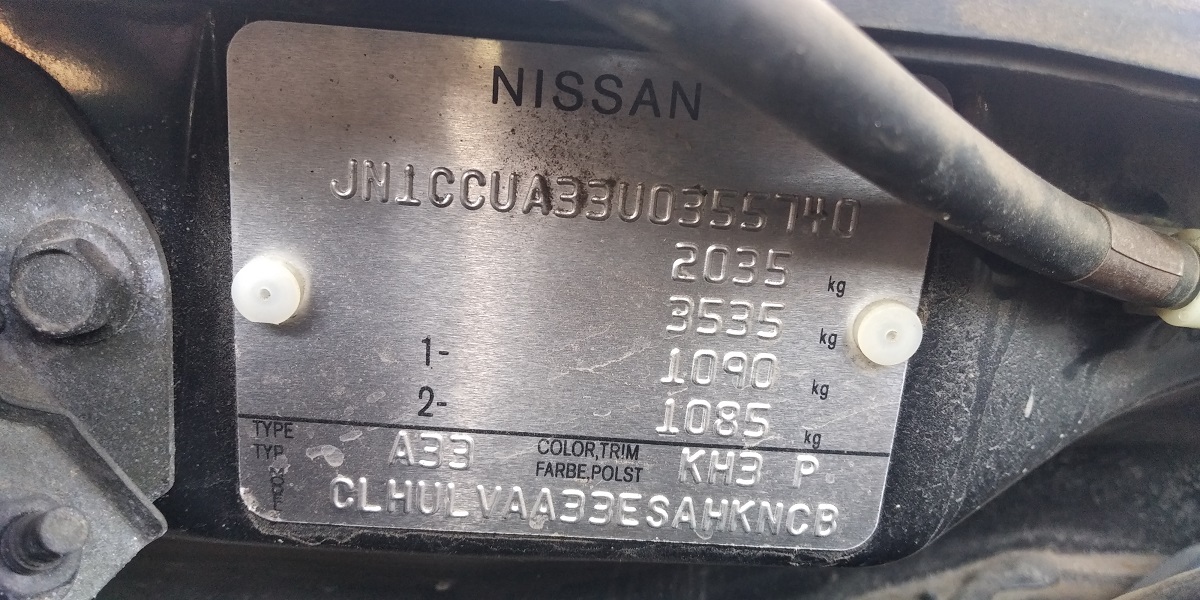 NISSAN
JN1CCUA33U0355740
2035 kg
3535 kg
1- 1090 kg
2- 1085 kg
TYPE
TYP A33 COLOR,TRIM FARBE,POLST KH3 P.
MODEL CLHULVAA33ESAHKNCB